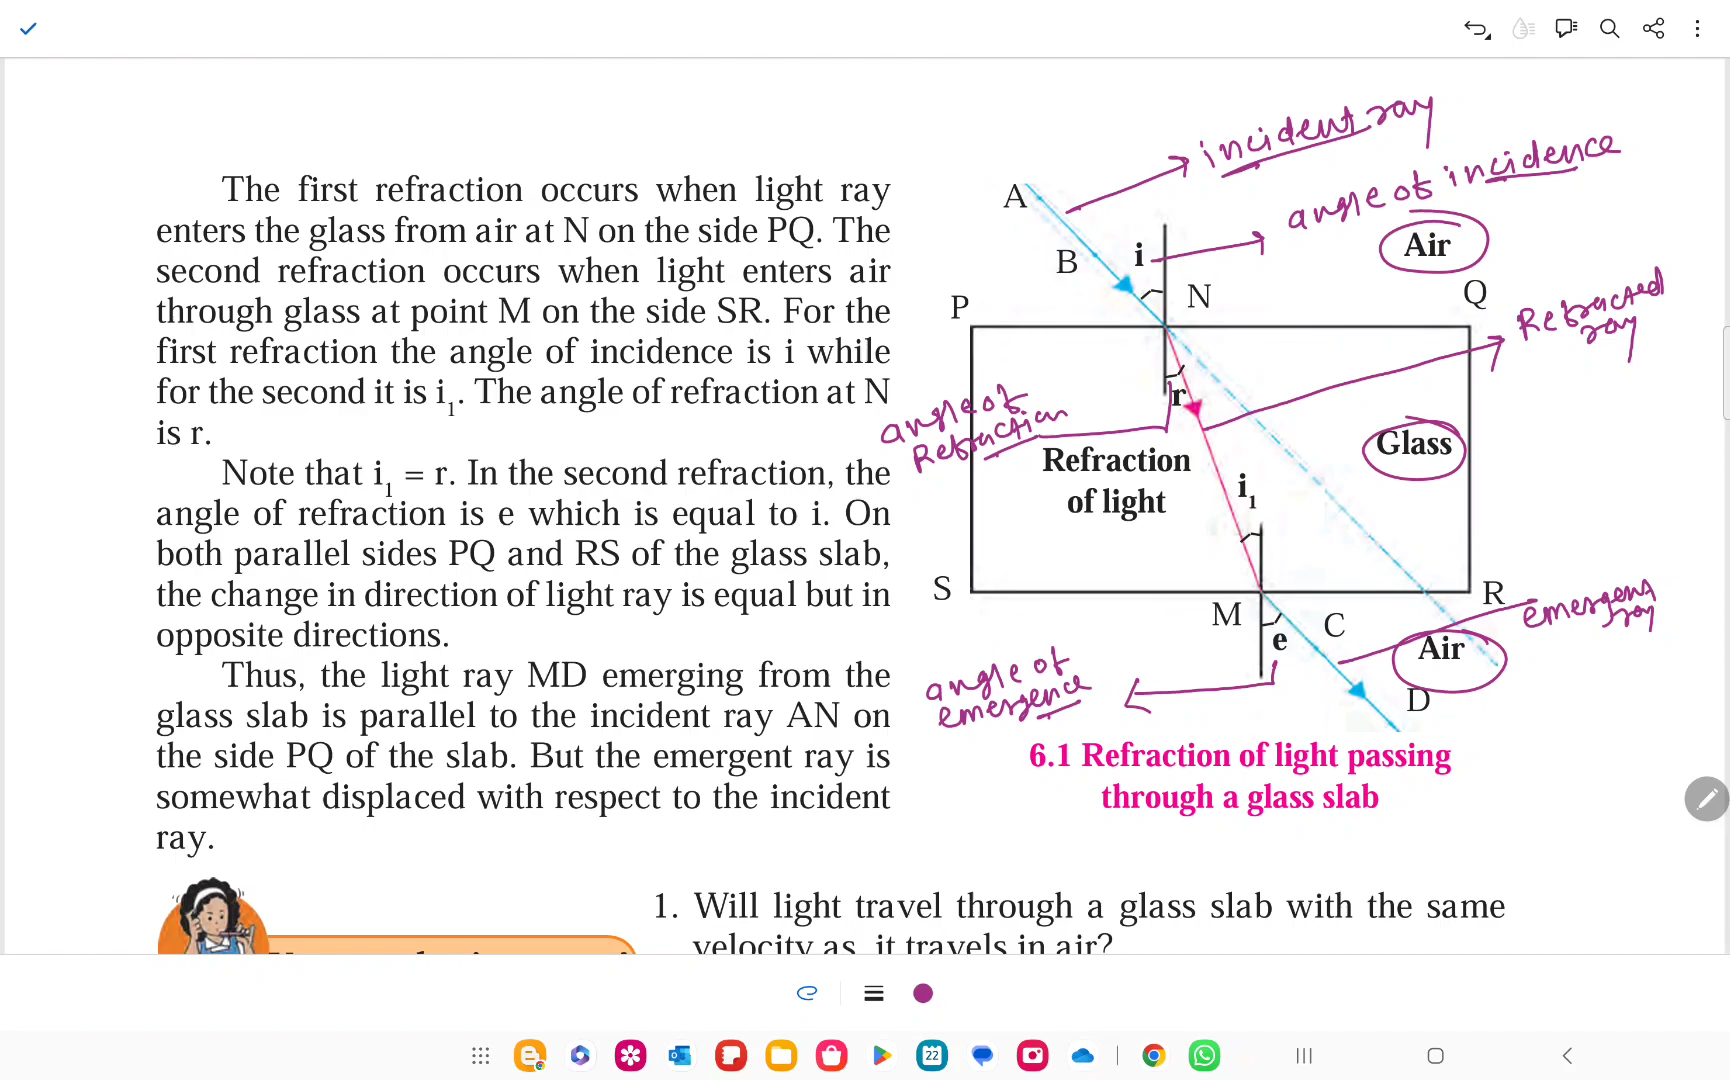 The first refraction occurs when light ray
enters the glass from air at N on the side PQ. The
second refraction occurs when light enters air
through glass at point M on the side SR. For the
first refraction the angle of incidence is i while
for the second it is i₁. The angle of refraction at N
is r.
Note that i₁ = r. In the second refraction, the
angle of refraction is e which is equal to i. On
both parallel sides PQ and RS of the glass slab,
the change in direction of light ray is equal but in
opposite directions.
Thus, the light ray MD emerging from the
glass slab is parallel to the incident ray AN on
the side PQ of the slab. But the emergent ray is
somewhat displaced with respect to the incident
ray.
incident ray
angle of incidence
A
B
i
Air
N
P
Q
Refracted
ray
r
angle of
Refraction
Glass
Refraction
of light
i₁
S
R
M
C
emergent
ray
e
Air
angle of
emergence
D
6.1 Refraction of light passing
through a glass slab
1. Will light travel through a glass slab with the same
velocity as it travels in air?
22